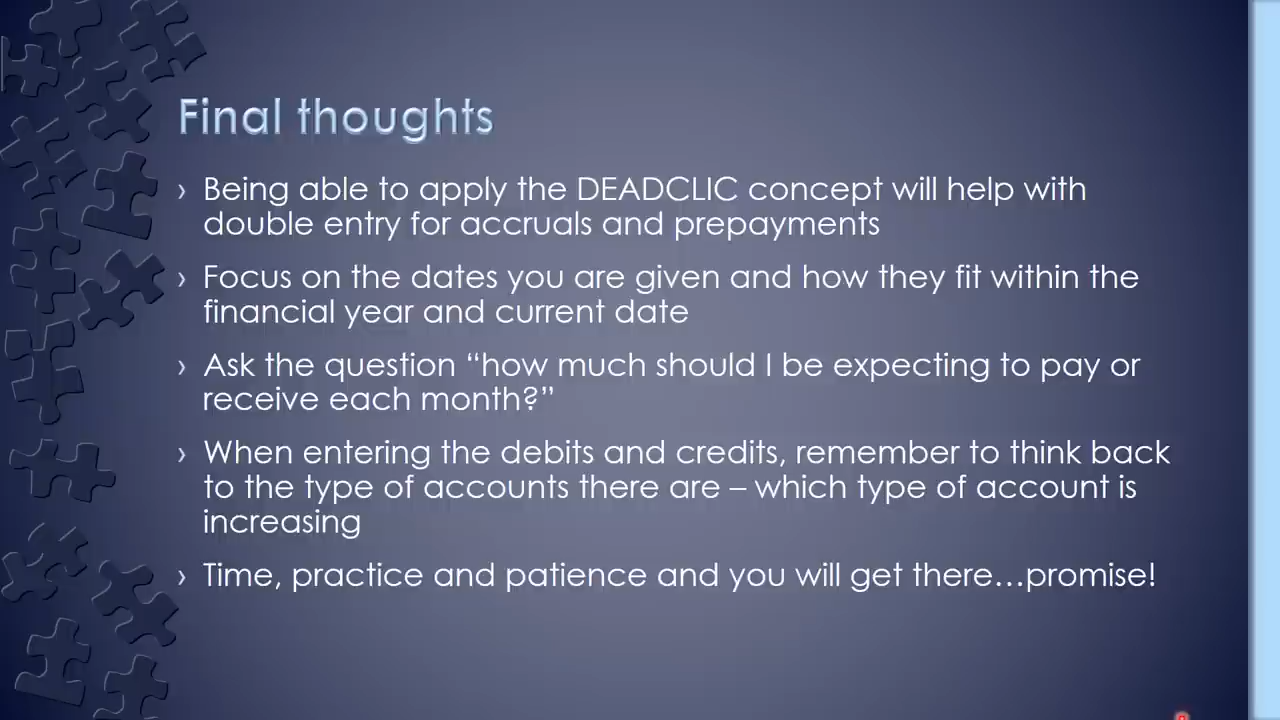 Final thoughts
› Being able to apply the DEADCLIC concept will help with
double entry for accruals and prepayments
› Focus on the dates you are given and how they fit within the
financial year and current date
› Ask the question “how much should I be expecting to pay or
receive each month?”
› When entering the debits and credits, remember to think back
to the type of accounts there are – which type of account is
increasing
› Time, practice and patience and you will get there…promise!